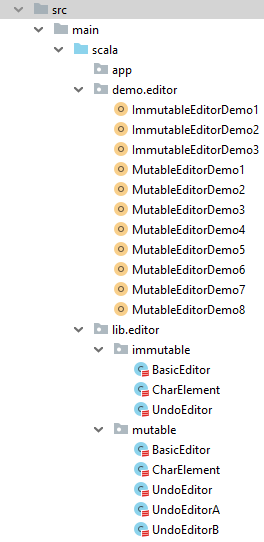 src
main
scala
app
demo.editor
ImmutableEditorDemo1
ImmutableEditorDemo2
ImmutableEditorDemo3
MutableEditorDemo1
MutableEditorDemo2
MutableEditorDemo3
MutableEditorDemo4
MutableEditorDemo5
MutableEditorDemo6
MutableEditorDemo7
MutableEditorDemo8
lib.editor
immutable
BasicEditor
CharElement
UndoEditor
mutable
BasicEditor
CharElement
UndoEditor
UndoEditorA
UndoEditorB